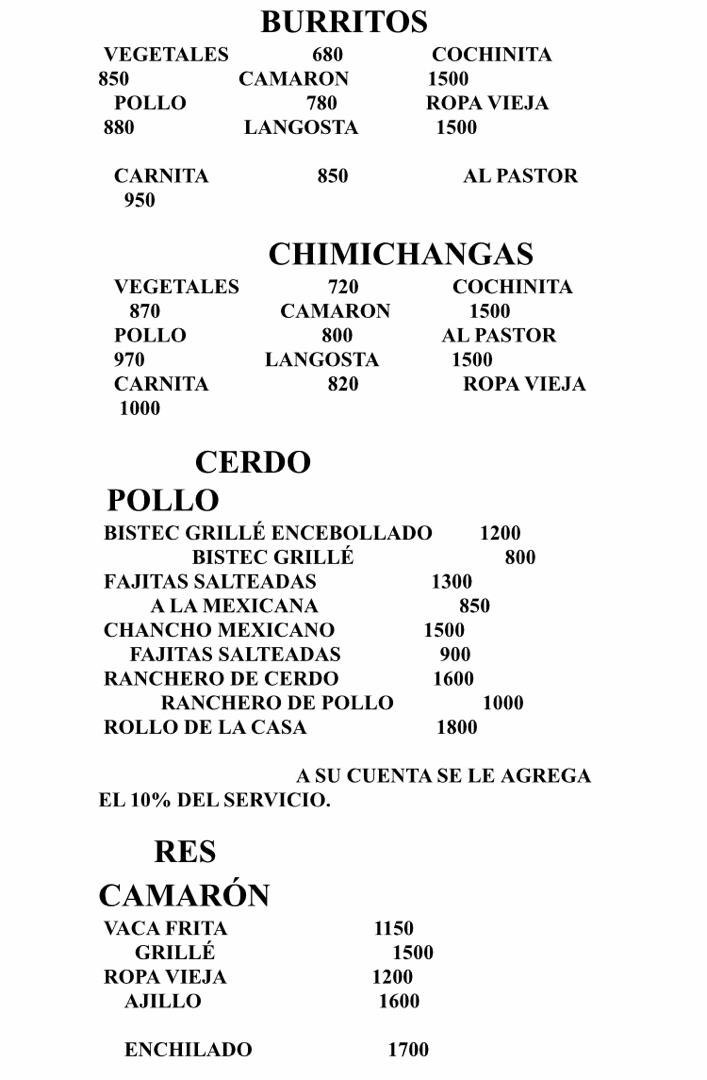 BURRITOS
VEGETALES 680 COCHINITA
850 CAMARON 1500
POLLO 780 ROPA VIEJA
880 LANGOSTA 1500
CARNITA 850 AL PASTOR
950
CHIMICHANGAS
VEGETALES 720 COCHINITA
870 CAMARON 1500
POLLO 800 AL PASTOR
970 LANGOSTA 1500
CARNITA 820 ROPA VIEJA
1000
CERDO
POLLO
BISTEC GRILLÉ ENCEBOLLADO 1200
BISTEC GRILLÉ 800
FAJITAS SALTEADAS 1300
A LA MEXICANA 850
CHANCHO MEXICANO 1500
FAJITAS SALTEADAS 900
RANCHERO DE CERDO 1600
RANCHERO DE POLLO 1000
ROLLO DE LA CASA 1800
A SU CUENTA SE LE AGREGA
EL 10% DEL SERVICIO.
RES
CAMARÓN
VACA FRITA 1150
GRILLÉ 1500
ROPA VIEJA 1200
AJILLO 1600
ENCHILADO 1700